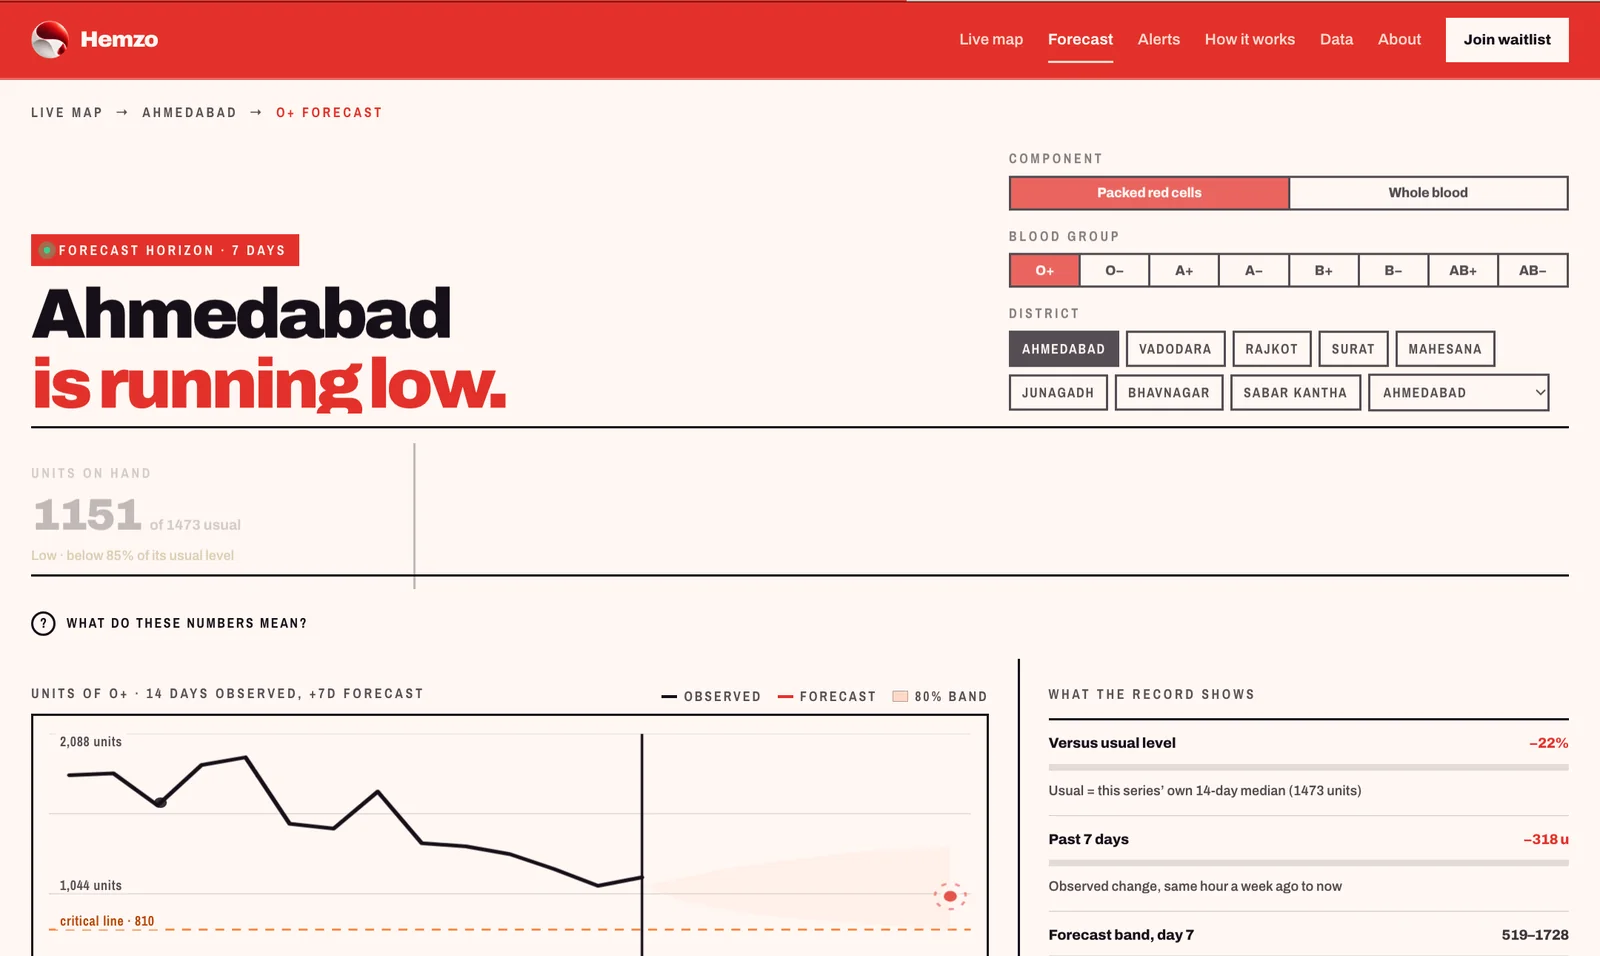 Hemzo
Live map Forecast Alerts How it works Data About Join waitlist
LIVE MAP → AHMEDABAD → O+ FORECAST
FORECAST HORIZON · 7 DAYS
Ahmedabad
is running low.
COMPONENT
Packed red cells Whole blood
BLOOD GROUP
O+ O− A+ A− B+ B− AB+ AB−
DISTRICT
AHMEDABAD VADODARA RAJKOT SURAT MAHESANA
JUNAGADH BHAVNAGAR SABAR KANTHA AHMEDABAD
UNITS ON HAND
1151 of 1473 usual
Low · below 85% of its usual level
? WHAT DO THESE NUMBERS MEAN?
UNITS OF O+ · 14 DAYS OBSERVED, +7D FORECAST
OBSERVED FORECAST 80% BAND
2,088 units
1,044 units
critical line · 810
WHAT THE RECORD SHOWS
Versus usual level −22%
Usual = this series’ own 14-day median (1473 units)
Past 7 days −318 u
Observed change, same hour a week ago to now
Forecast band, day 7 519–1728